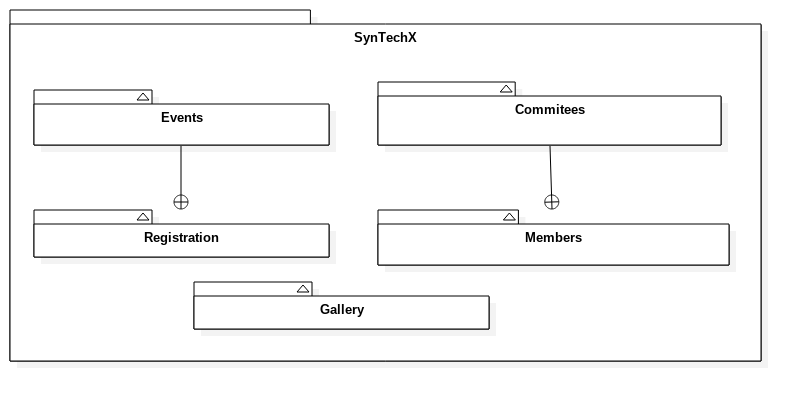 SynTechX
Events
Commitees
Registration
Members
Gallery